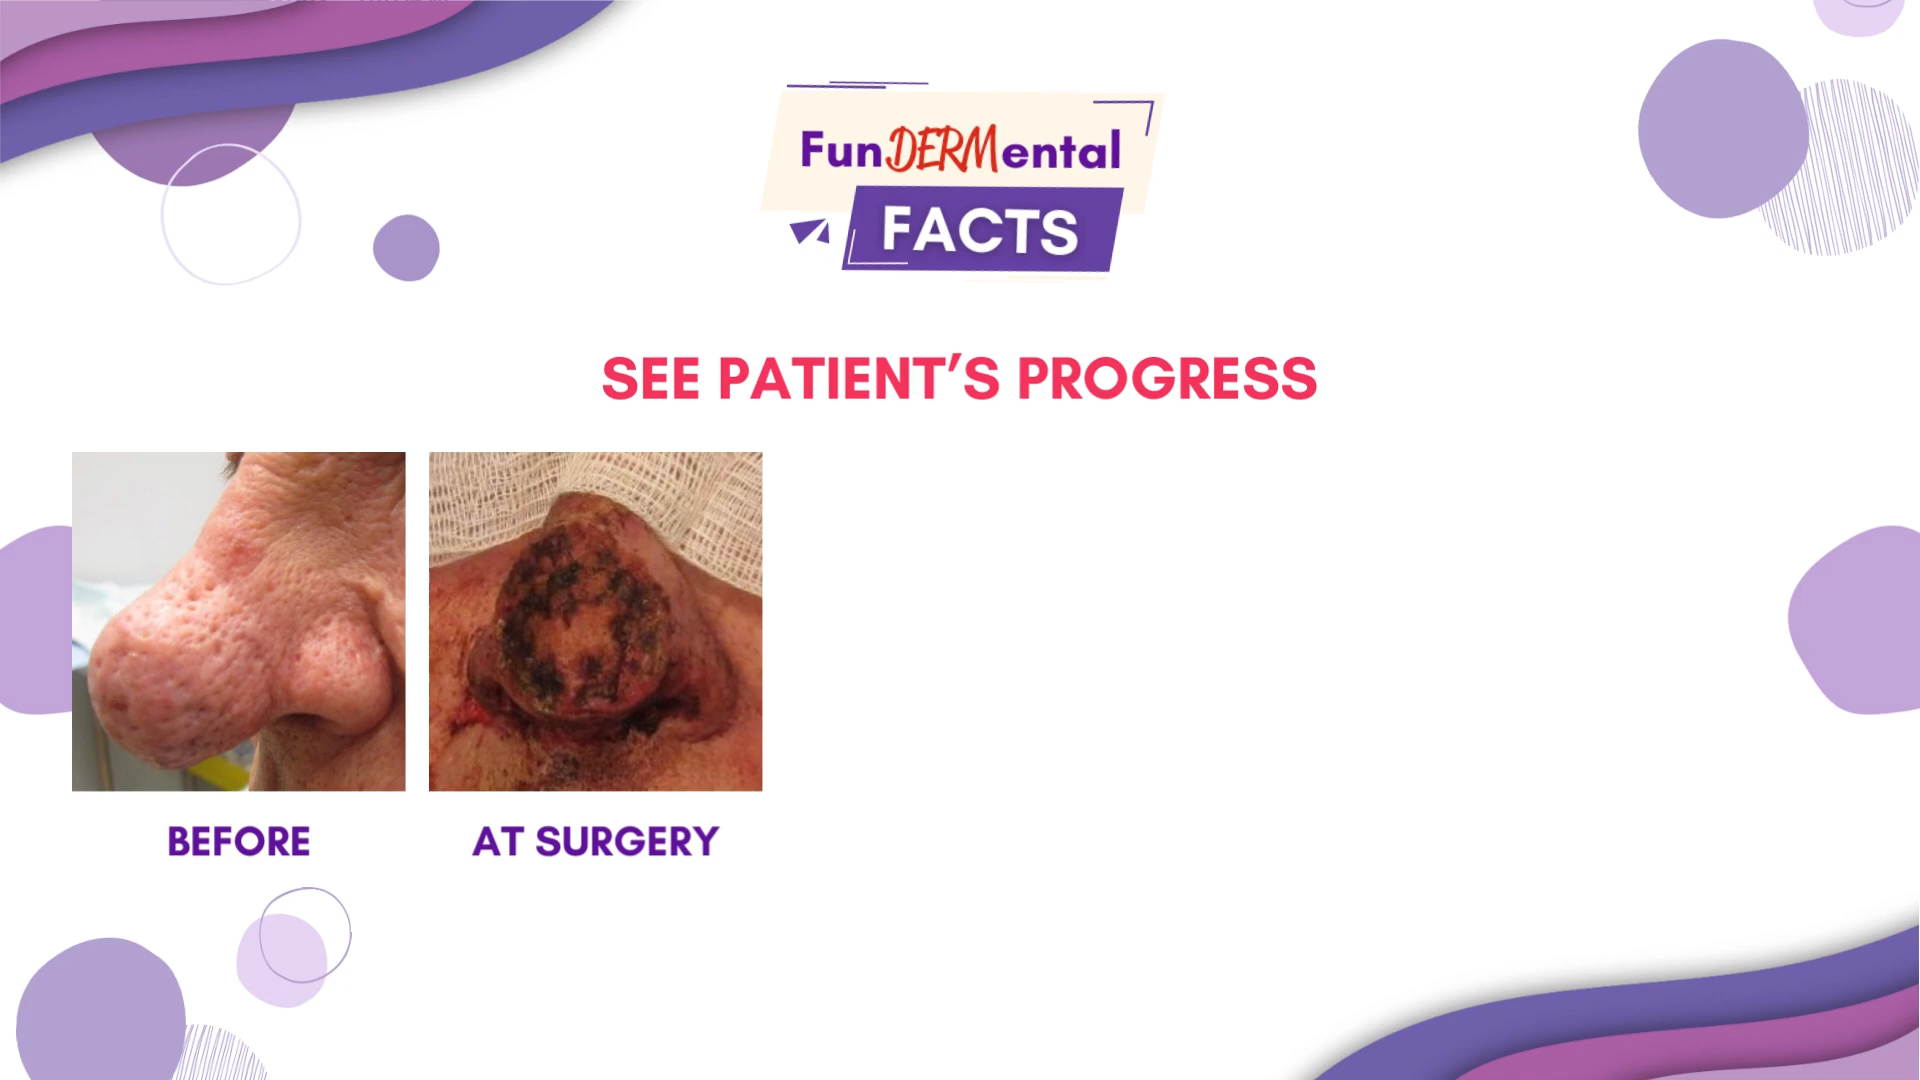 FunDERMental
FACTS
SEE PATIENT’S PROGRESS
BEFORE
AT SURGERY